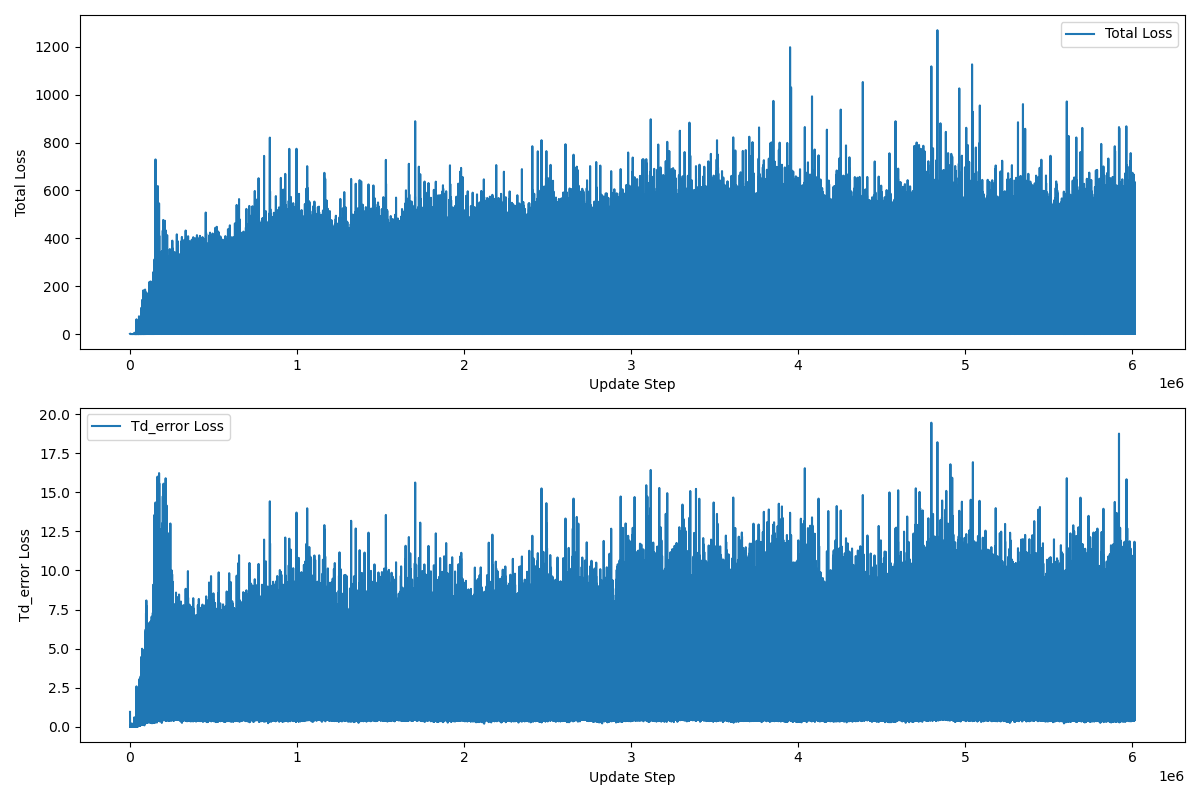 Total Loss
1200
1000
800
600
400
200
0
Total Loss
0 1 2 3 4 5 6
1e6
Update Step
Td_error Loss
20.0
17.5
15.0
12.5
10.0
7.5
5.0
2.5
0.0
Td_error Loss
0 1 2 3 4 5 6
1e6
Update Step